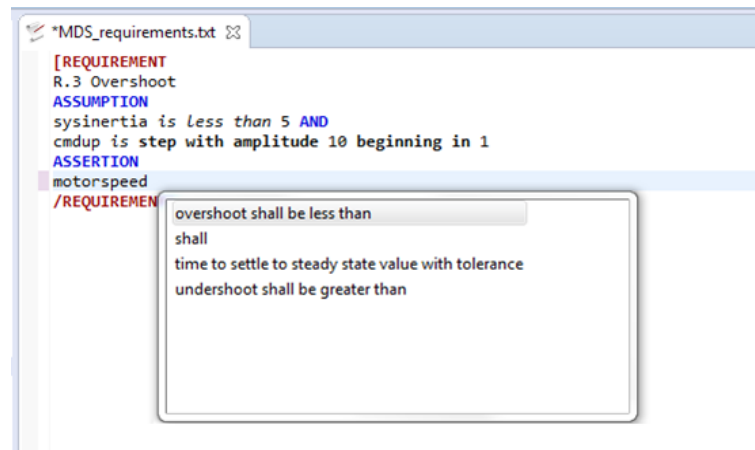 *MDS_requirements.txt
[REQUIREMENT
R.3 Overshoot
ASSUMPTION
sysinertia is less than 5 AND
cmdup is step with amplitude 10 beginning in 1
ASSERTION
motorspeed
/REQUIREMEN
overshoot shall be less than
shall
time to settle to steady state value with tolerance
undershoot shall be greater than